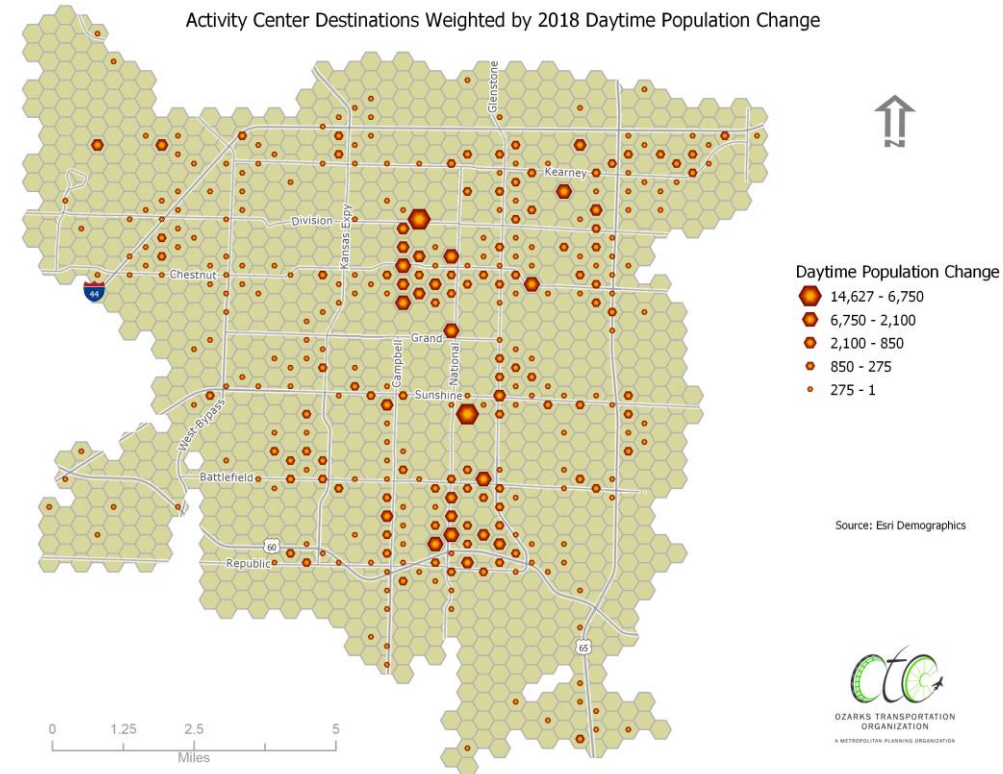 Activity Center Destinations Weighted by 2018 Daytime Population Change
Glenstone
N
Kearney
Division
Kansas Expy
Chestnut
44
Daytime Population Change
14,627 - 6,750
6,750 - 2,100
2,100 - 850
850 - 275
275 - 1
Grand
Campbell
National
Sunshine
West Bypass
Battlefield
Source: Esri Demographics
60
Republic
65
0 1.25 2.5 5
Miles
OZARKS TRANSPORTATION
ORGANIZATION
A METROPOLITAN PLANNING ORGANIZATION